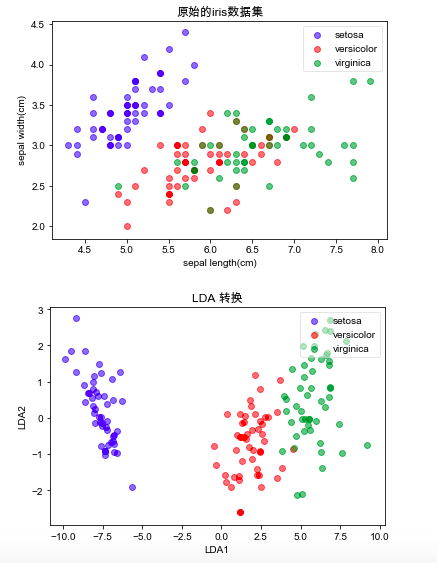 原始的iris数据集
4.5
4.0
3.5
3.0
2.5
2.0
sepal width(cm)
setosa
versicolor
virginica
4.5 5.0 5.5 6.0 6.5 7.0 7.5 8.0
sepal length(cm)
LDA 转换
3
2
1
0
−1
−2
LDA2
setosa
versicolor
virginica
−10.0 −7.5 −5.0 −2.5 0.0 2.5 5.0 7.5 10.0
LDA1